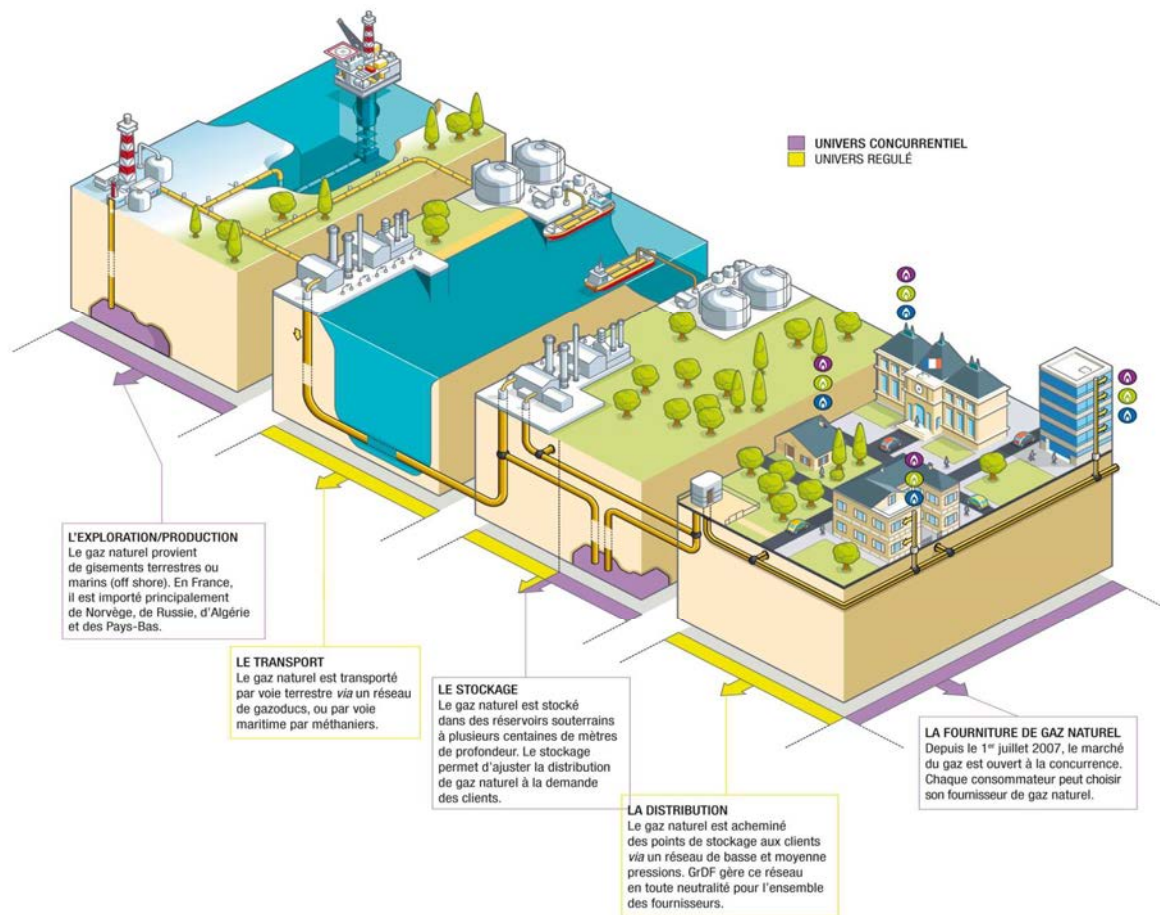 UNIVERS CONCURRENTIEL
UNIVERS REGULÉ
L'EXPLORATION/PRODUCTION
Le gaz naturel provient
de gisements terrestres ou
marins (off shore). En France,
il est importé principalement
de Norvège, de Russie, d'Algérie
et des Pays-Bas.
LE TRANSPORT
Le gaz naturel est transporté
par voie terrestre via un réseau
de gazoducs, ou par voie
maritime par méthaniers.
LE STOCKAGE
Le gaz naturel est stocké
dans des réservoirs souterrains
à plusieurs centaines de mètres
de profondeur. Le stockage
permet d'ajuster la distribution
de gaz naturel à la demande
des clients.
LA DISTRIBUTION
Le gaz naturel est acheminé
des points de stockage aux clients
via un réseau de basse et moyenne
pressions. GrDF gère ce réseau
en toute neutralité pour l'ensemble
des fournisseurs.
LA FOURNITURE DE GAZ NATUREL
Depuis le 1er juillet 2007, le marché
du gaz est ouvert à la concurrence.
Chaque consommateur peut choisir
son fournisseur de gaz naturel.